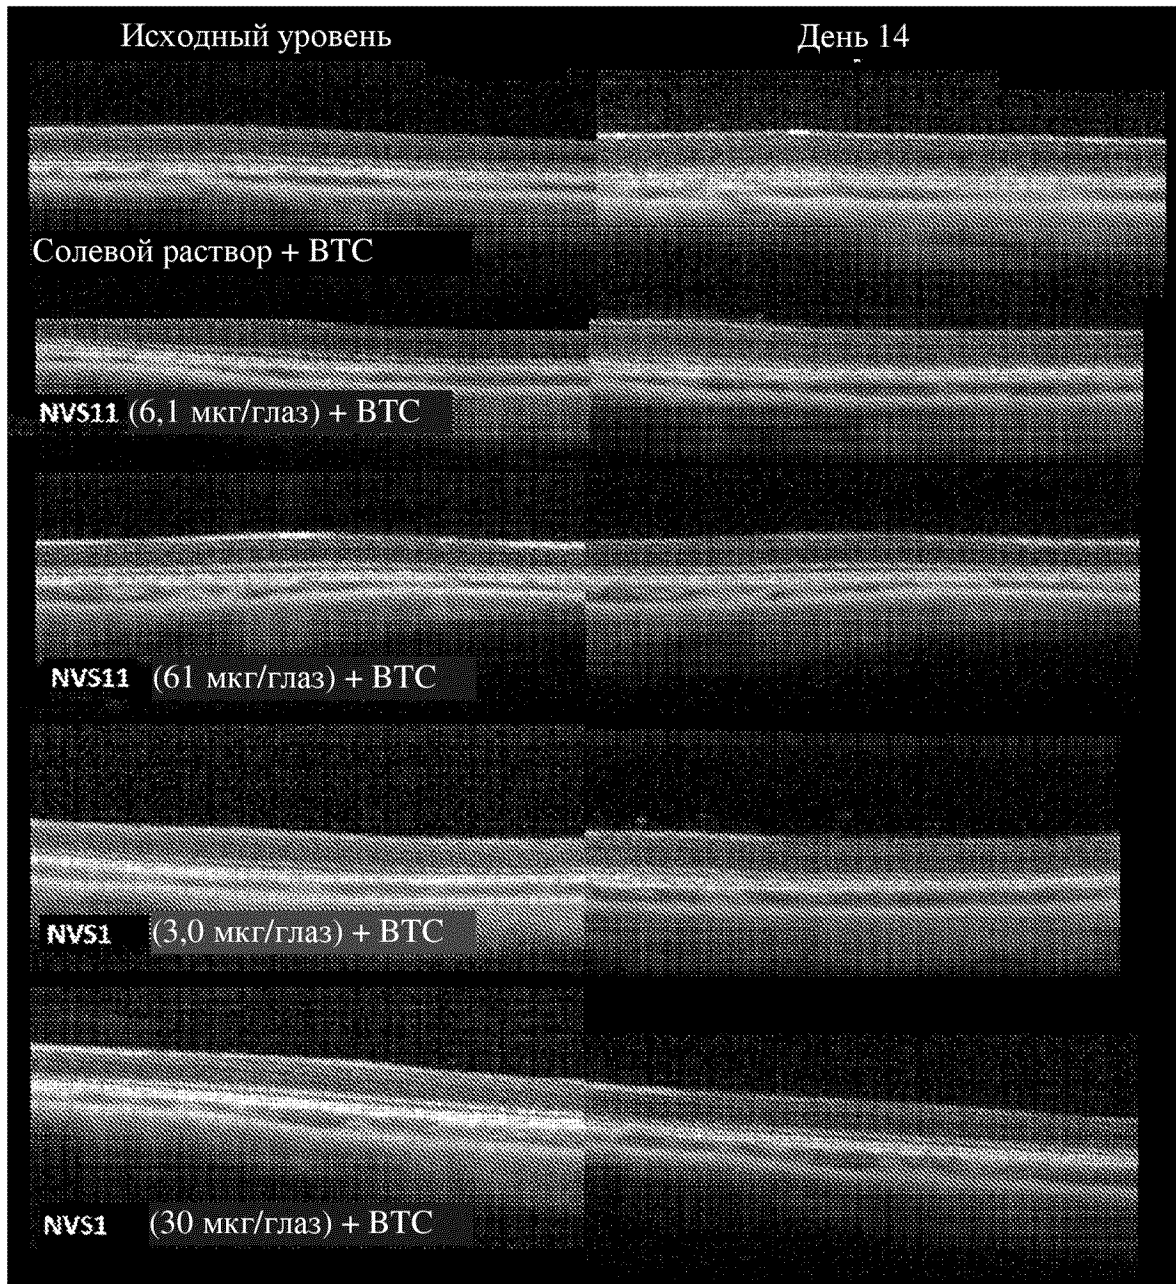 Исходный уровень
День 14
Солевой раствор + ВТС
NVS11 (6,1 мкг/глаз) + ВТС
NVS11 (61 мкг/глаз) + ВТС
NVS1 (3,0 мкг/глаз) + ВТС
NVS1 (30 мкг/глаз) + ВТС